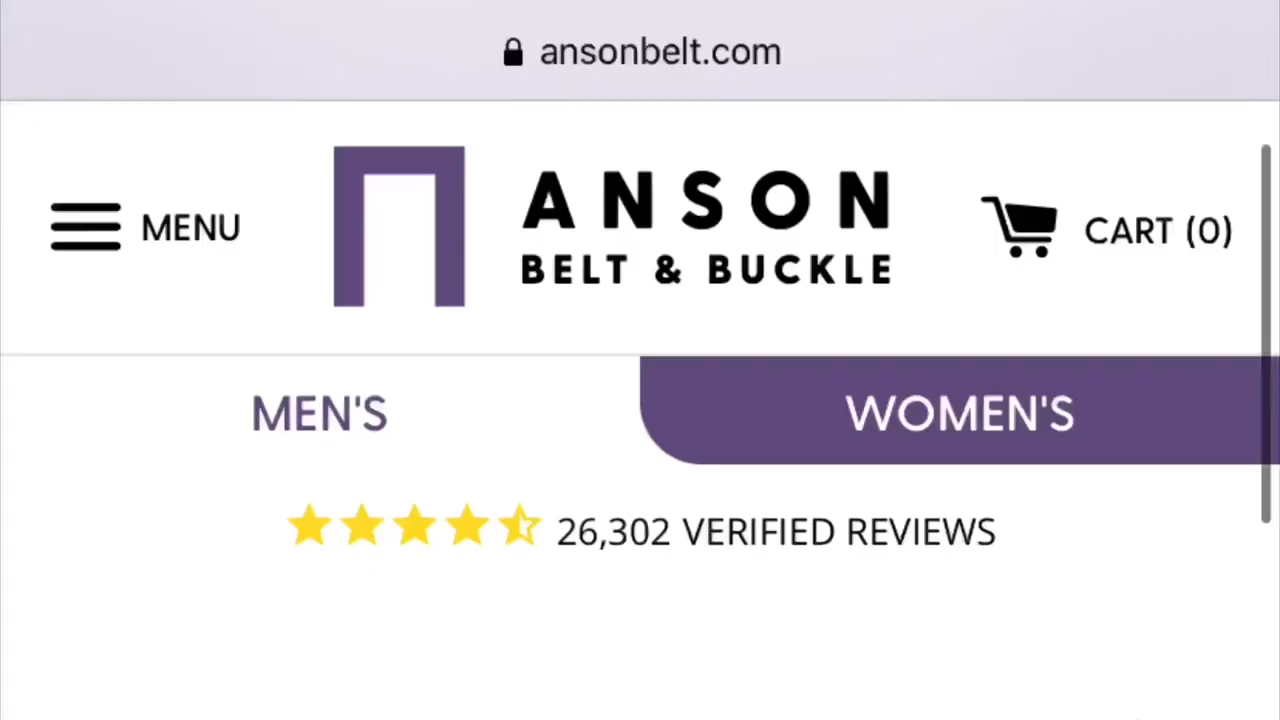 ansonbelt.com
MENU
ANSON
BELT & BUCKLE
CART (0)
MEN'S
WOMEN'S
26,302 VERIFIED REVIEWS